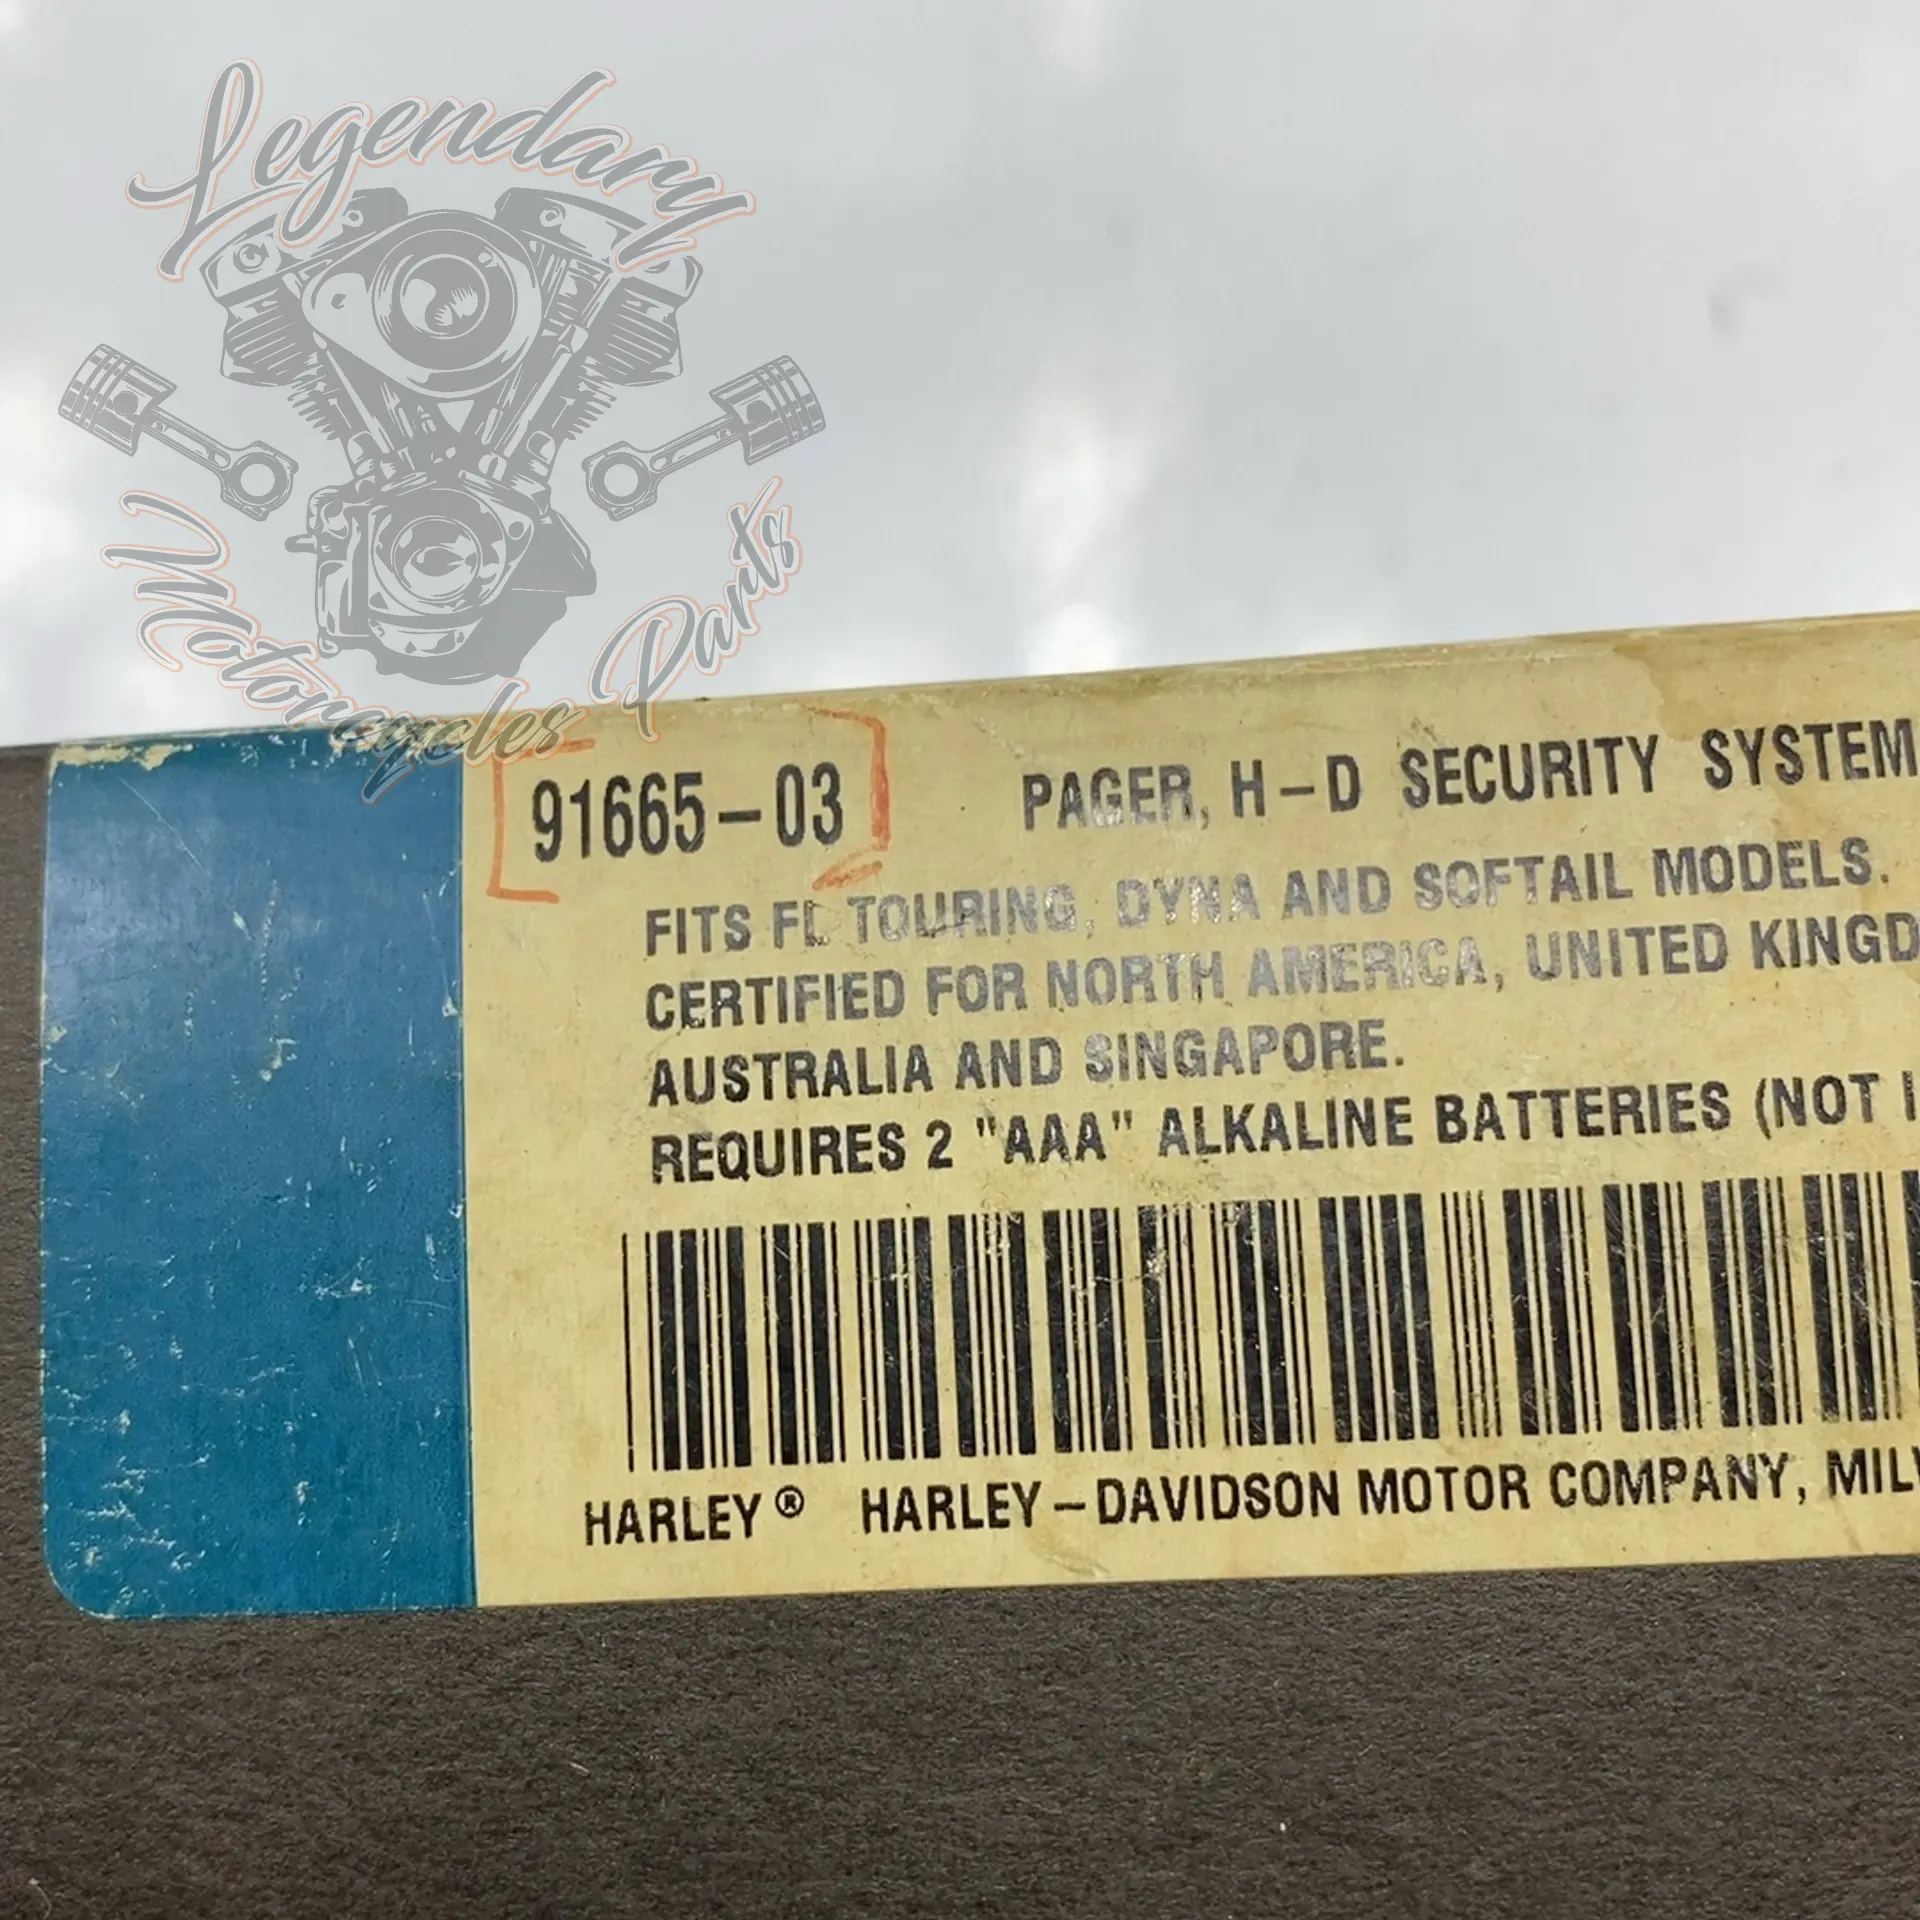 Legendary
Motorcycles Parts
91665-03 PAGER, H-D SECURITY SYSTEM
FITS FL TOURING, DYNA AND SOFTAIL MODELS.
CERTIFIED FOR NORTH AMERICA, UNITED KINGD
AUSTRALIA AND SINGAPORE.
REQUIRES 2 "AAA" ALKALINE BATTERIES (NOT
HARLEY® HARLEY-DAVIDSON MOTOR COMPANY, MIL